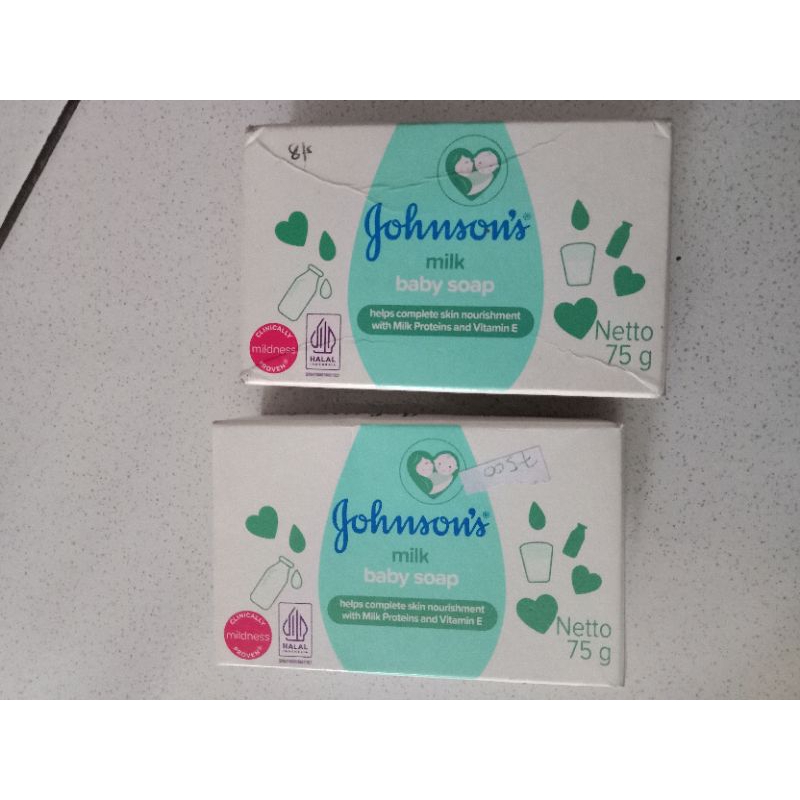 Johnson's®
milk
baby soap
helps complete skin nourishment
with Milk Proteins and Vitamin E
CLINICALLY
mildness
PROVEN®
HALAL
INDONESIA
Netto
75 g
7500
Johnson's®
milk
baby soap
helps complete skin nourishment
with Milk Proteins and Vitamin E
CLINICALLY
mildness
PROVEN®
HALAL
INDONESIA
Netto
75 g